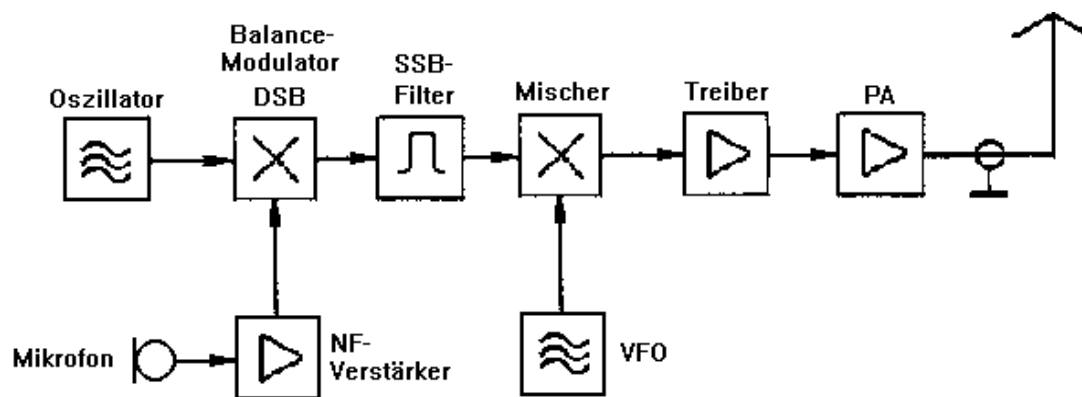 Balance-
Modulator
DSB
SSB-
Filter
Oszillator
Mischer
Treiber
PA
Mikrofon
NF-
Verstärker
VFO